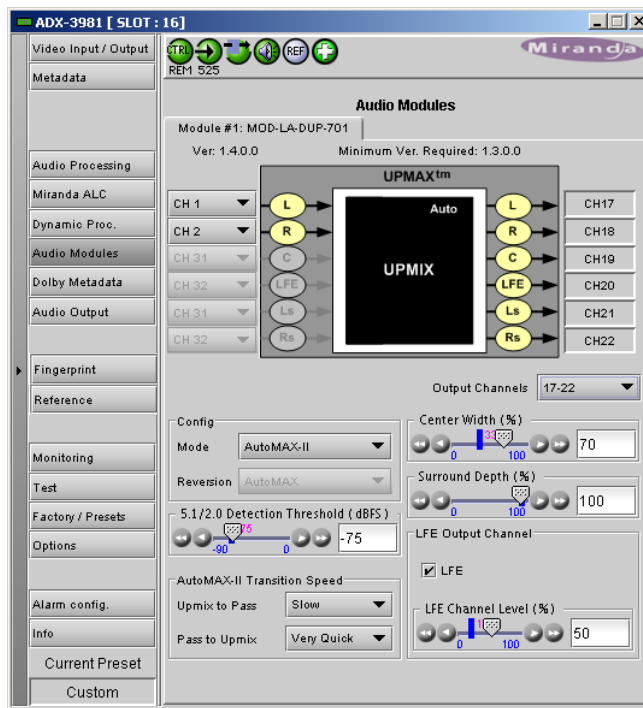 ADX-3981 [ SLOT : 16]
Video Input / Output
Metadata
Audio Processing
Miranda ALC
Dynamic Proc.
Audio Modules
Dolby Metadata
Audio Output
Fingerprint
Reference
Monitoring
Test
Factory / Presets
Options
Alarm config.
Info
Current Preset
Custom
CTRL
REF
REM 525
Miranda
Audio Modules
Module #1: MOD-LA-DUP-701
Ver: 1.4.0.0 Minimum Ver. Required: 1.3.0.0
UPMAX™
CH 1 L Auto L CH17
CH 2 R R CH18
CH 31 C C CH19
UPMIX
CH 32 LFE LFE CH20
CH 31 Ls Ls CH21
CH 32 Rs Rs CH22
Output Channels 17-22
Config
Mode AutoMAX-II
Reversion AutoMAX
5.1/2.0 Detection Threshold ( dBFS)
-90 0 -75
AutoMAX-II Transition Speed
Upmix to Pass Slow
Pass to Upmix Very Quick
Center Width (%)
0 100 70
Surround Depth (%)
0 100 100
LFE Output Channel
LFE
LFE Channel Level (%)
0 100 50